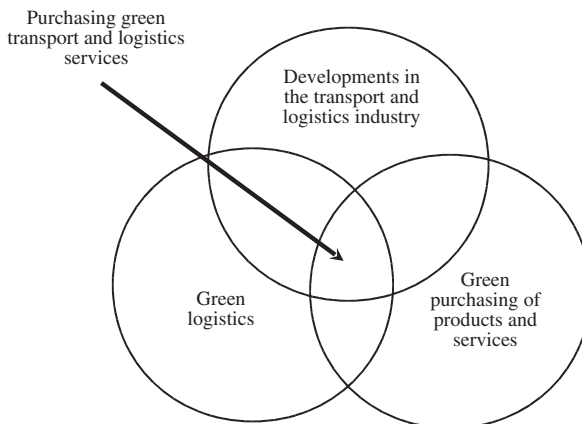 Purchasing green
transport and logistics
services
Developments in
the transport and
logistics industry
Green
logistics
Green
purchasing of
products and
services